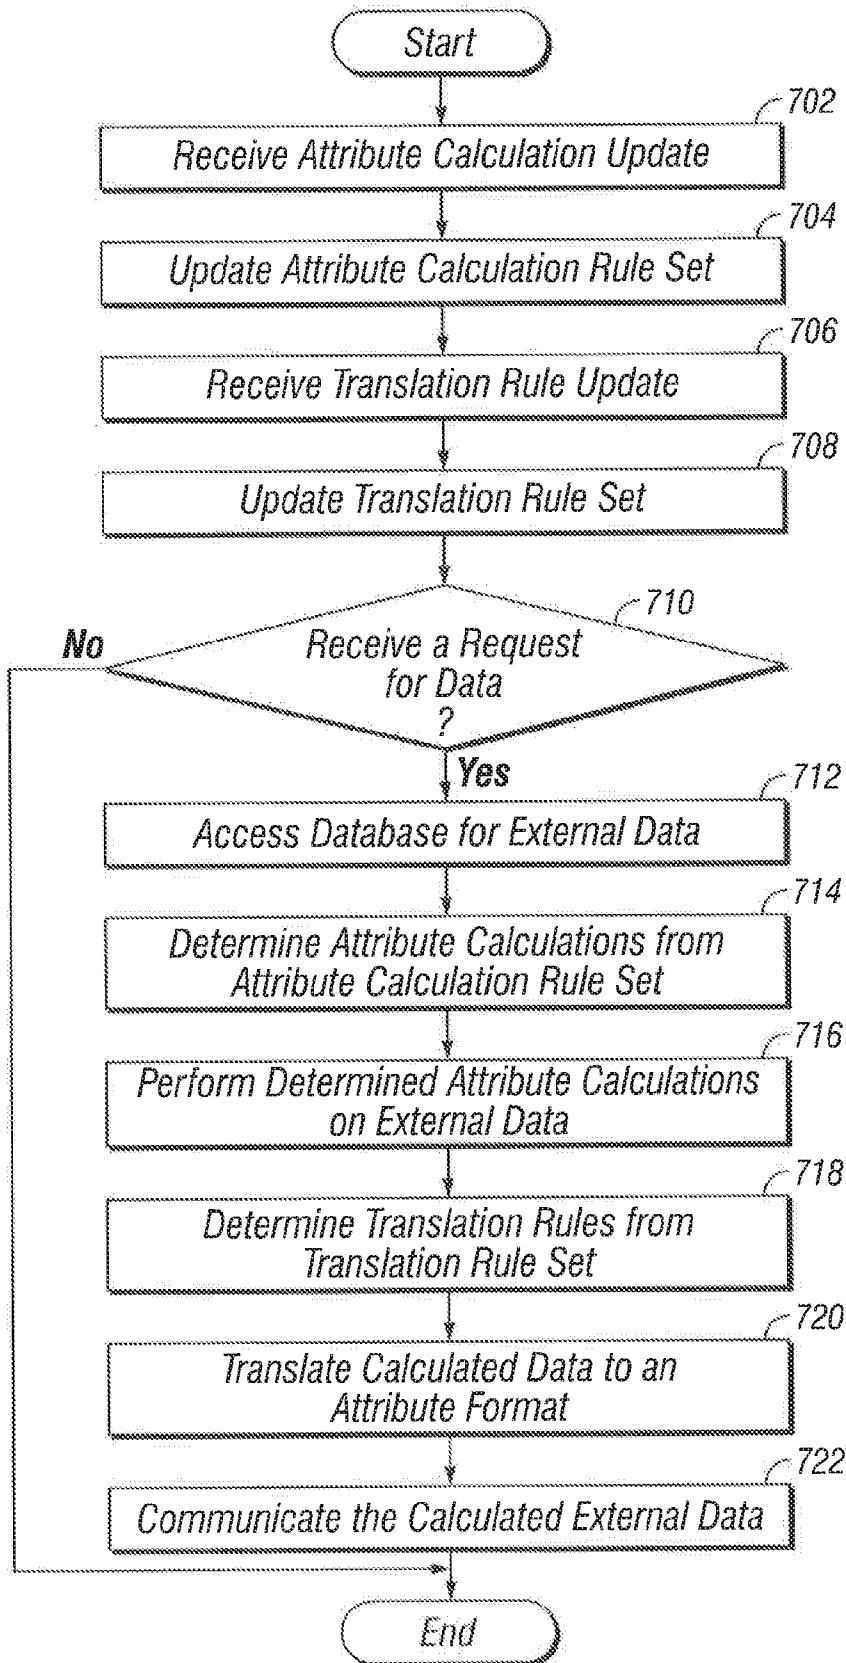 Start
702
Receive Attribute Calculation Update
704
Update Attribute Calculation Rule Set
706
Receive Translation Rule Update
708
Update Translation Rule Set
710
No
Receive a Request
for Data
?
Yes
712
Access Database for External Data
714
Determine Attribute Calculations from
Attribute Calculation Rule Set
716
Perform Determined Attribute Calculations
on External Data
718
Determine Translation Rules from
Translation Rule Set
720
Translate Calculated Data to an
Attribute Format
722
Communicate the Calculated External Data
End